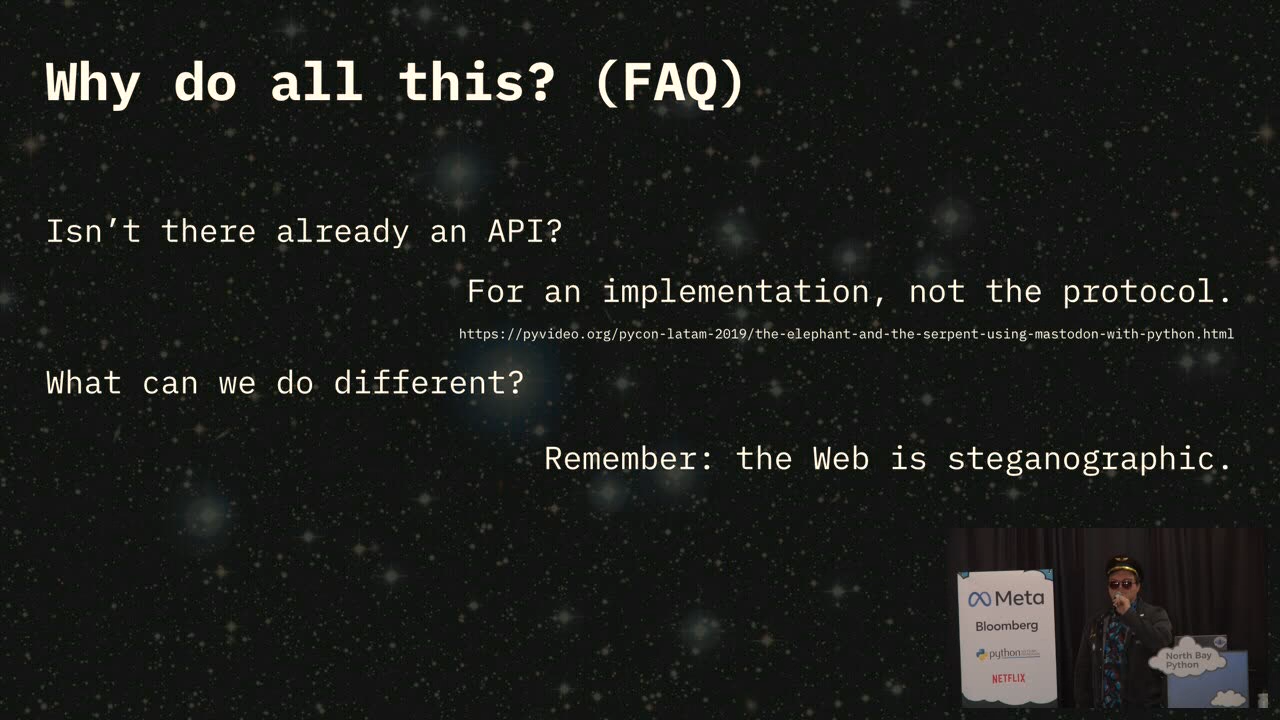 Why do all this? (FAQ)
Isn’t there already an API?
For an implementation, not the protocol.
https://pyvideo.org/pycon-latam-2019/the-elephant-and-the-serpent-using-mastodon-with-python.html
What can we do different?
Remember: the Web is steganographic.
Meta
Bloomberg
python
NETFLIX
North Bay
Python